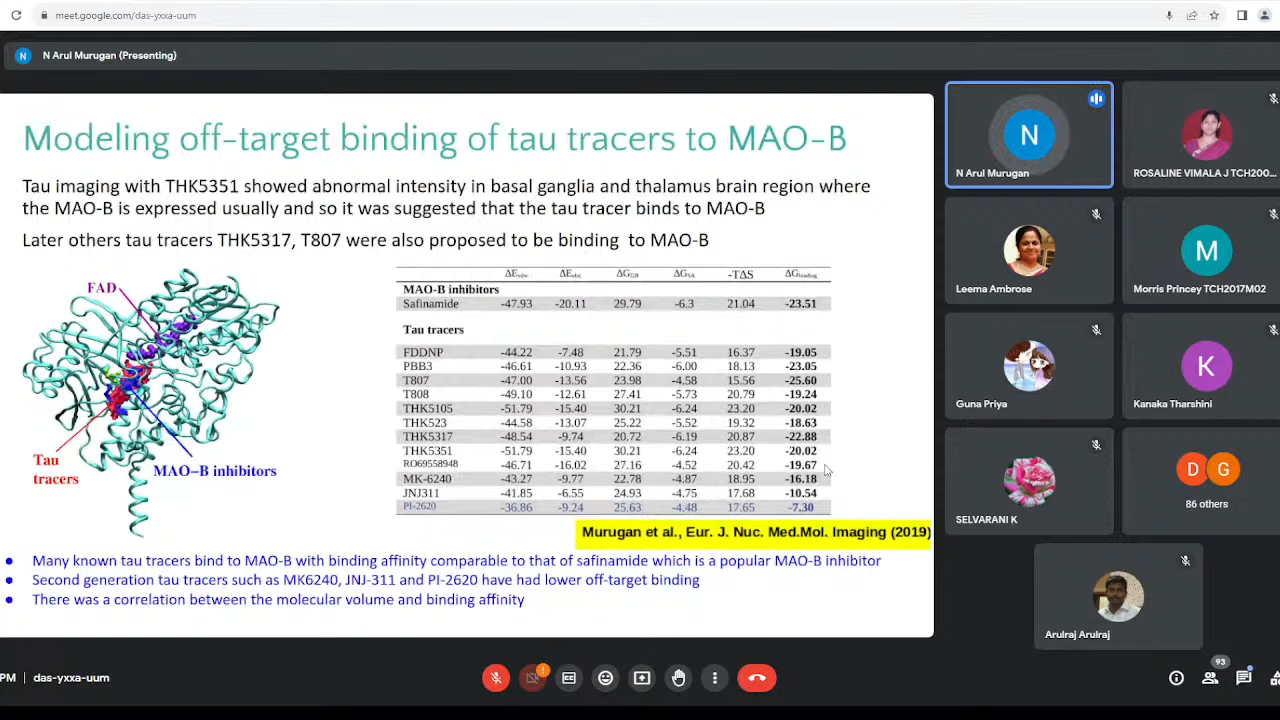 meet.google.com/das-yxxa-uum
N
N Arul Murugan (Presenting)
Modeling off-target binding of tau tracers to MAO-B
Tau imaging with THK5351 showed abnormal intensity in basal ganglia and thalamus brain region where
the MAO-B is expressed usually and so it was suggested that the tau tracer binds to MAO-B
Later others tau tracers THK5317, T807 were also proposed to be binding to MAO-B
FAD
Tau
tracers
MAO-B inhibitors
ΔEvdw ΔEele ΔGGB ΔGSA -TΔS ΔGbinding
MAO-B inhibitors
Safinamide -47.93 -20.11 29.79 -6.3 21.04 -23.51
Tau tracers
FDDNP -44.22 -7.48 21.79 -5.51 16.37 -19.05
PBB3 -46.61 -10.93 22.36 -6.00 18.13 -23.05
T807 -47.00 -13.56 23.98 -4.58 15.56 -25.60
T808 -49.10 -12.61 27.41 -5.73 20.79 -19.24
THK5105 -51.79 -15.40 30.21 -6.24 23.20 -20.02
THK523 -44.58 -13.07 25.22 -5.52 19.32 -18.63
THK5317 -48.54 -9.74 20.72 -6.19 20.87 -22.88
THK5351 -51.79 -15.40 30.21 -6.24 23.20 -20.02
RO69558948 -46.71 -16.02 27.16 -4.52 20.42 -19.67
MK-6240 -43.27 -9.77 22.78 -4.87 18.95 -16.18
JNJ311 -41.85 -6.55 24.93 -4.75 17.68 -10.54
PI-2620 -36.86 -9.24 25.63 -4.48 17.65 -7.30
Murugan et al., Eur. J. Nuc. Med.Mol. Imaging (2019)
● Many known tau tracers bind to MAO-B with binding affinity comparable to that of safinamide which is a popular MAO-B inhibitor
● Second generation tau tracers such as MK6240, JNJ-311 and PI-2620 have had lower off-target binding
● There was a correlation between the molecular volume and binding affinity
N
N Arul Murugan
ROSALINE VIMALA J TCH200...
Leema Ambrose
M
Morris Princey TCH2017M02
Guna Priya
K
Kanaka Tharshini
SELVARANI K
D G
86 others
Arulraj Arulraj
PM | das-yxxa-uum
93